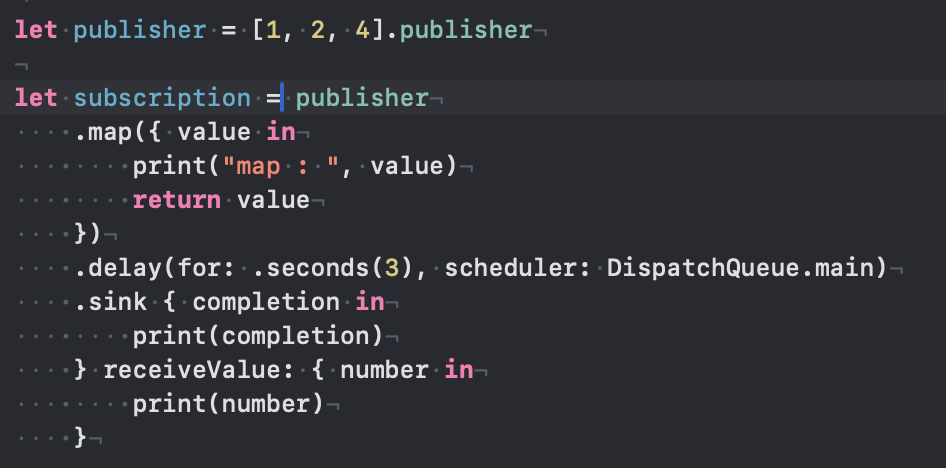 let publisher = [1, 2, 4].publisher

let subscription = publisher
    .map({ value in
        print("map : ", value)
        return value
    })
    .delay(for: .seconds(3), scheduler: DispatchQueue.main)
    .sink { completion in
        print(completion)
    } receiveValue: { number in
        print(number)
    }